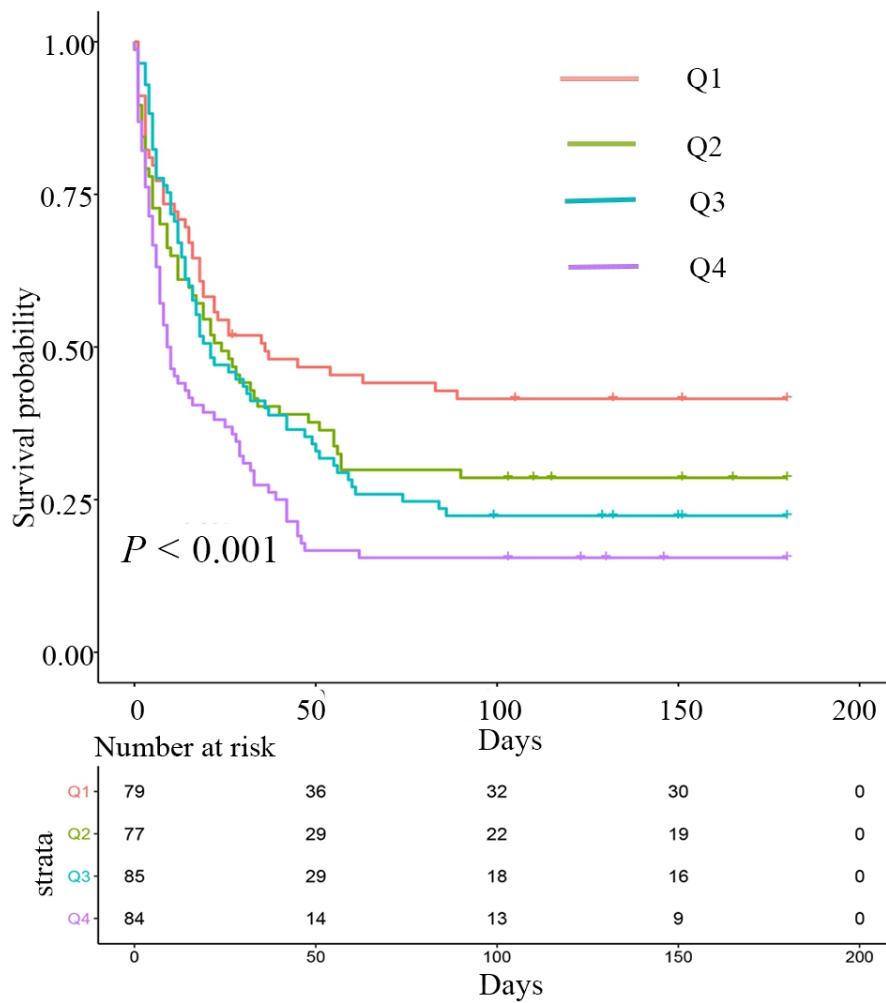 1.00
0.75
0.50
0.25
0.00
Survival probability
Q1
Q2
Q3
Q4
P < 0.001
0 50 100 150 200
Days
Number at risk
strata
Q1 79 36 32 30 0
Q2 77 29 22 19 0
Q3 85 29 18 16 0
Q4 84 14 13 9 0
0 50 100 150 200
Days